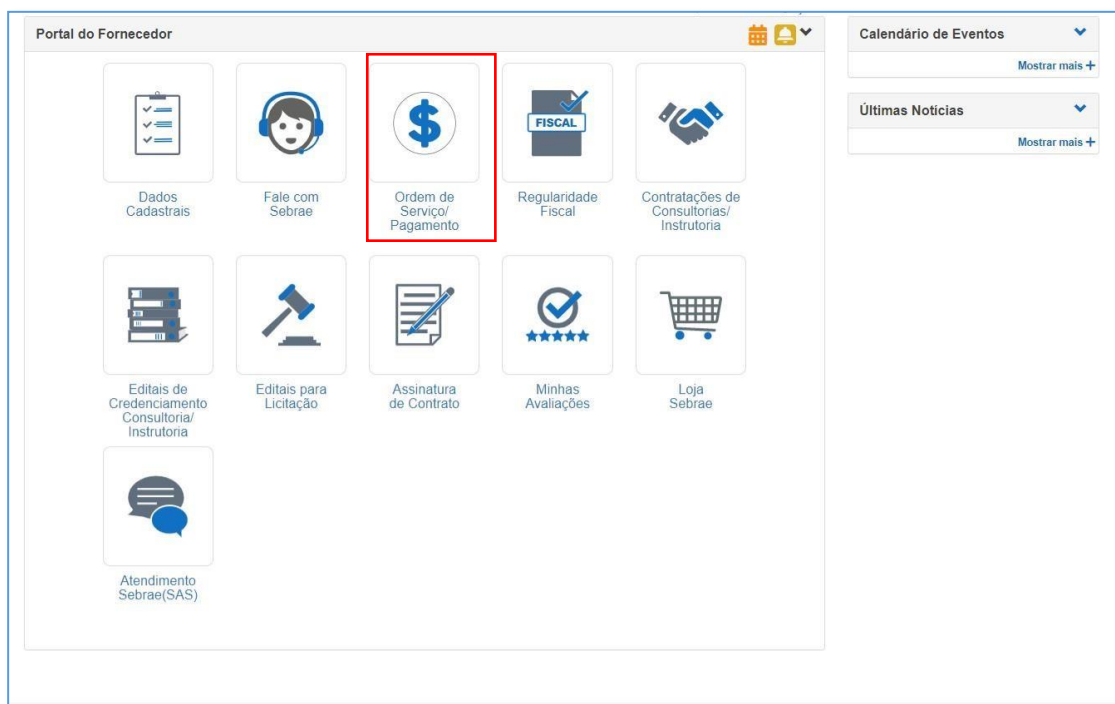 Portal do Fornecedor
Calendário de Eventos
Mostrar mais +
Últimas Notícias
Mostrar mais +
FISCAL
Dados
Cadastrais
Fale com
Sebrae
Ordem de
Serviço/
Pagamento
Regularidade
Fiscal
Contratações de
Consultorias/
Instrutoria
Editais de
Credenciamento
Consultoria/
Instrutoria
Editais para
Licitação
Assinatura
de Contrato
Minhas
Avaliações
Loja
Sebrae
Atendimento
Sebrae(SAS)